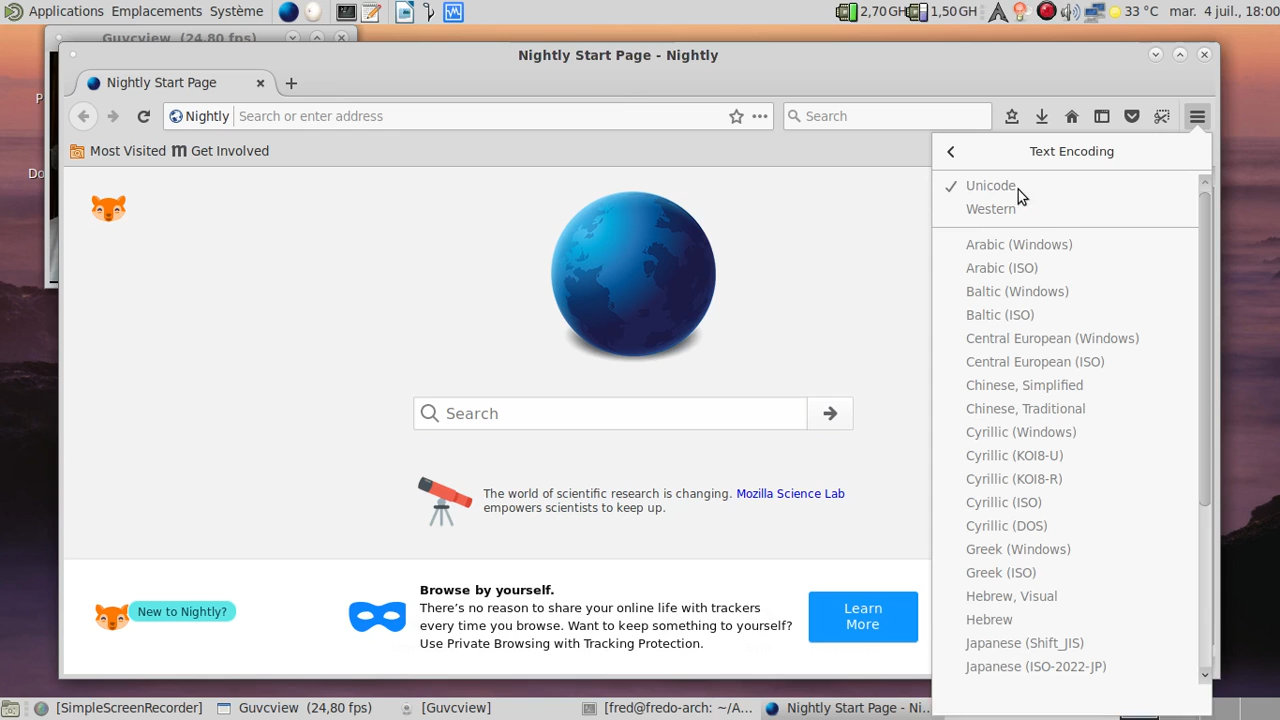 Applications Emplacements Système
2,70 GH
1,50 GH
33 °C
mar. 4 juil., 18:00
Guvcview (24,80 fps)
Nightly Start Page - Nightly
Nightly Start Page
Nightly
Search or enter address
Search
Most Visited
Get Involved
Text Encoding
Unicode
Western
Arabic (Windows)
Arabic (ISO)
Baltic (Windows)
Baltic (ISO)
Central European (Windows)
Central European (ISO)
Chinese, Simplified
Chinese, Traditional
Cyrillic (Windows)
Cyrillic (KOI8-U)
Cyrillic (KOI8-R)
Cyrillic (ISO)
Cyrillic (DOS)
Greek (Windows)
Greek (ISO)
Hebrew, Visual
Hebrew
Japanese (Shift_JIS)
Japanese (ISO-2022-JP)
P
Do
Search
The world of scientific research is changing. Mozilla Science Lab
empowers scientists to keep up.
New to Nightly?
Browse by yourself.
There’s no reason to share your online life with trackers
every time you browse. Want to keep something to yourself?
Use Private Browsing with Tracking Protection.
Learn
More
[SimpleScreenRecorder]
Guvcview (24,80 fps)
[Guvcview]
[fred@fredo-arch: ~/A...
Nightly Start Page - Ni...